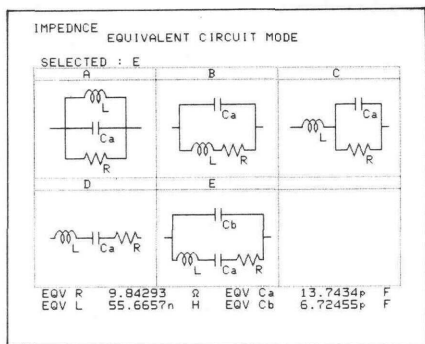 IMPEDNCE
EQUIVALENT CIRCUIT MODE
SELECTED : E
A B C
L Ca R
Ca L R
L Ca R
D E
L Ca R
Cb L Ca R
EQV R 9.84293 Ω EQV Ca 13.7434p F
EQV L 55.6657n H EQV Cb 6.72455p F